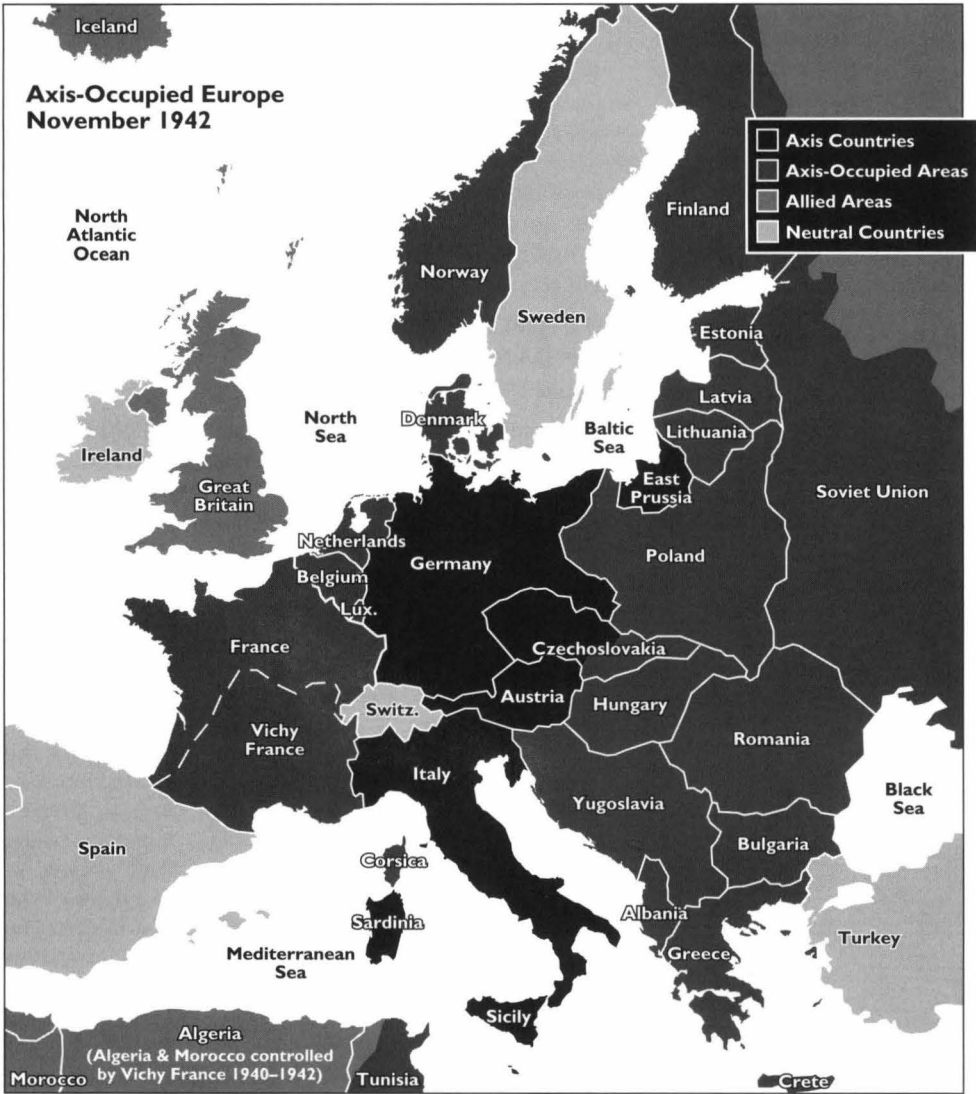 Iceland
Axis-Occupied Europe
November 1942
Axis Countries
Axis-Occupied Areas
Allied Areas
Neutral Countries
North
Atlantic
Ocean
Finland
Norway
Sweden
Estonia
Latvia
Lithuania
North
Sea
Denmark
Baltic
Sea
Ireland
Great
Britain
East
Prussia
Soviet Union
Netherlands
Germany
Poland
Belgium
Lux.
France
Czechoslovakia
Austria
Switz.
Hungary
Vichy
France
Romania
Italy
Yugoslavia
Black
Sea
Spain
Bulgaria
Corsica
Albania
Sardinia
Turkey
Mediterranean
Sea
Greece
Sicily
Algeria
(Algeria & Morocco controlled
by Vichy France 1940–1942)
Morocco
Tunisia
Crete